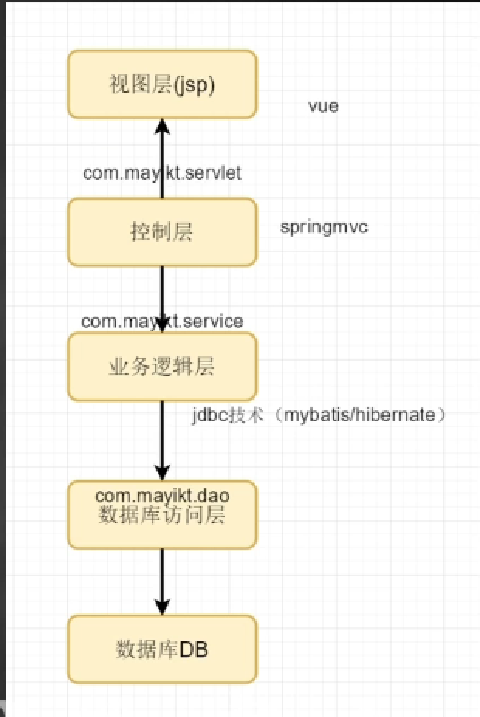 视图层(jsp)
vue
com.mayikt.servlet
控制层
springmvc
com.mayikt.service
业务逻辑层
jdbc技术（mybatis/hibernate）
com.mayikt.dao
数据库访问层
数据库DB